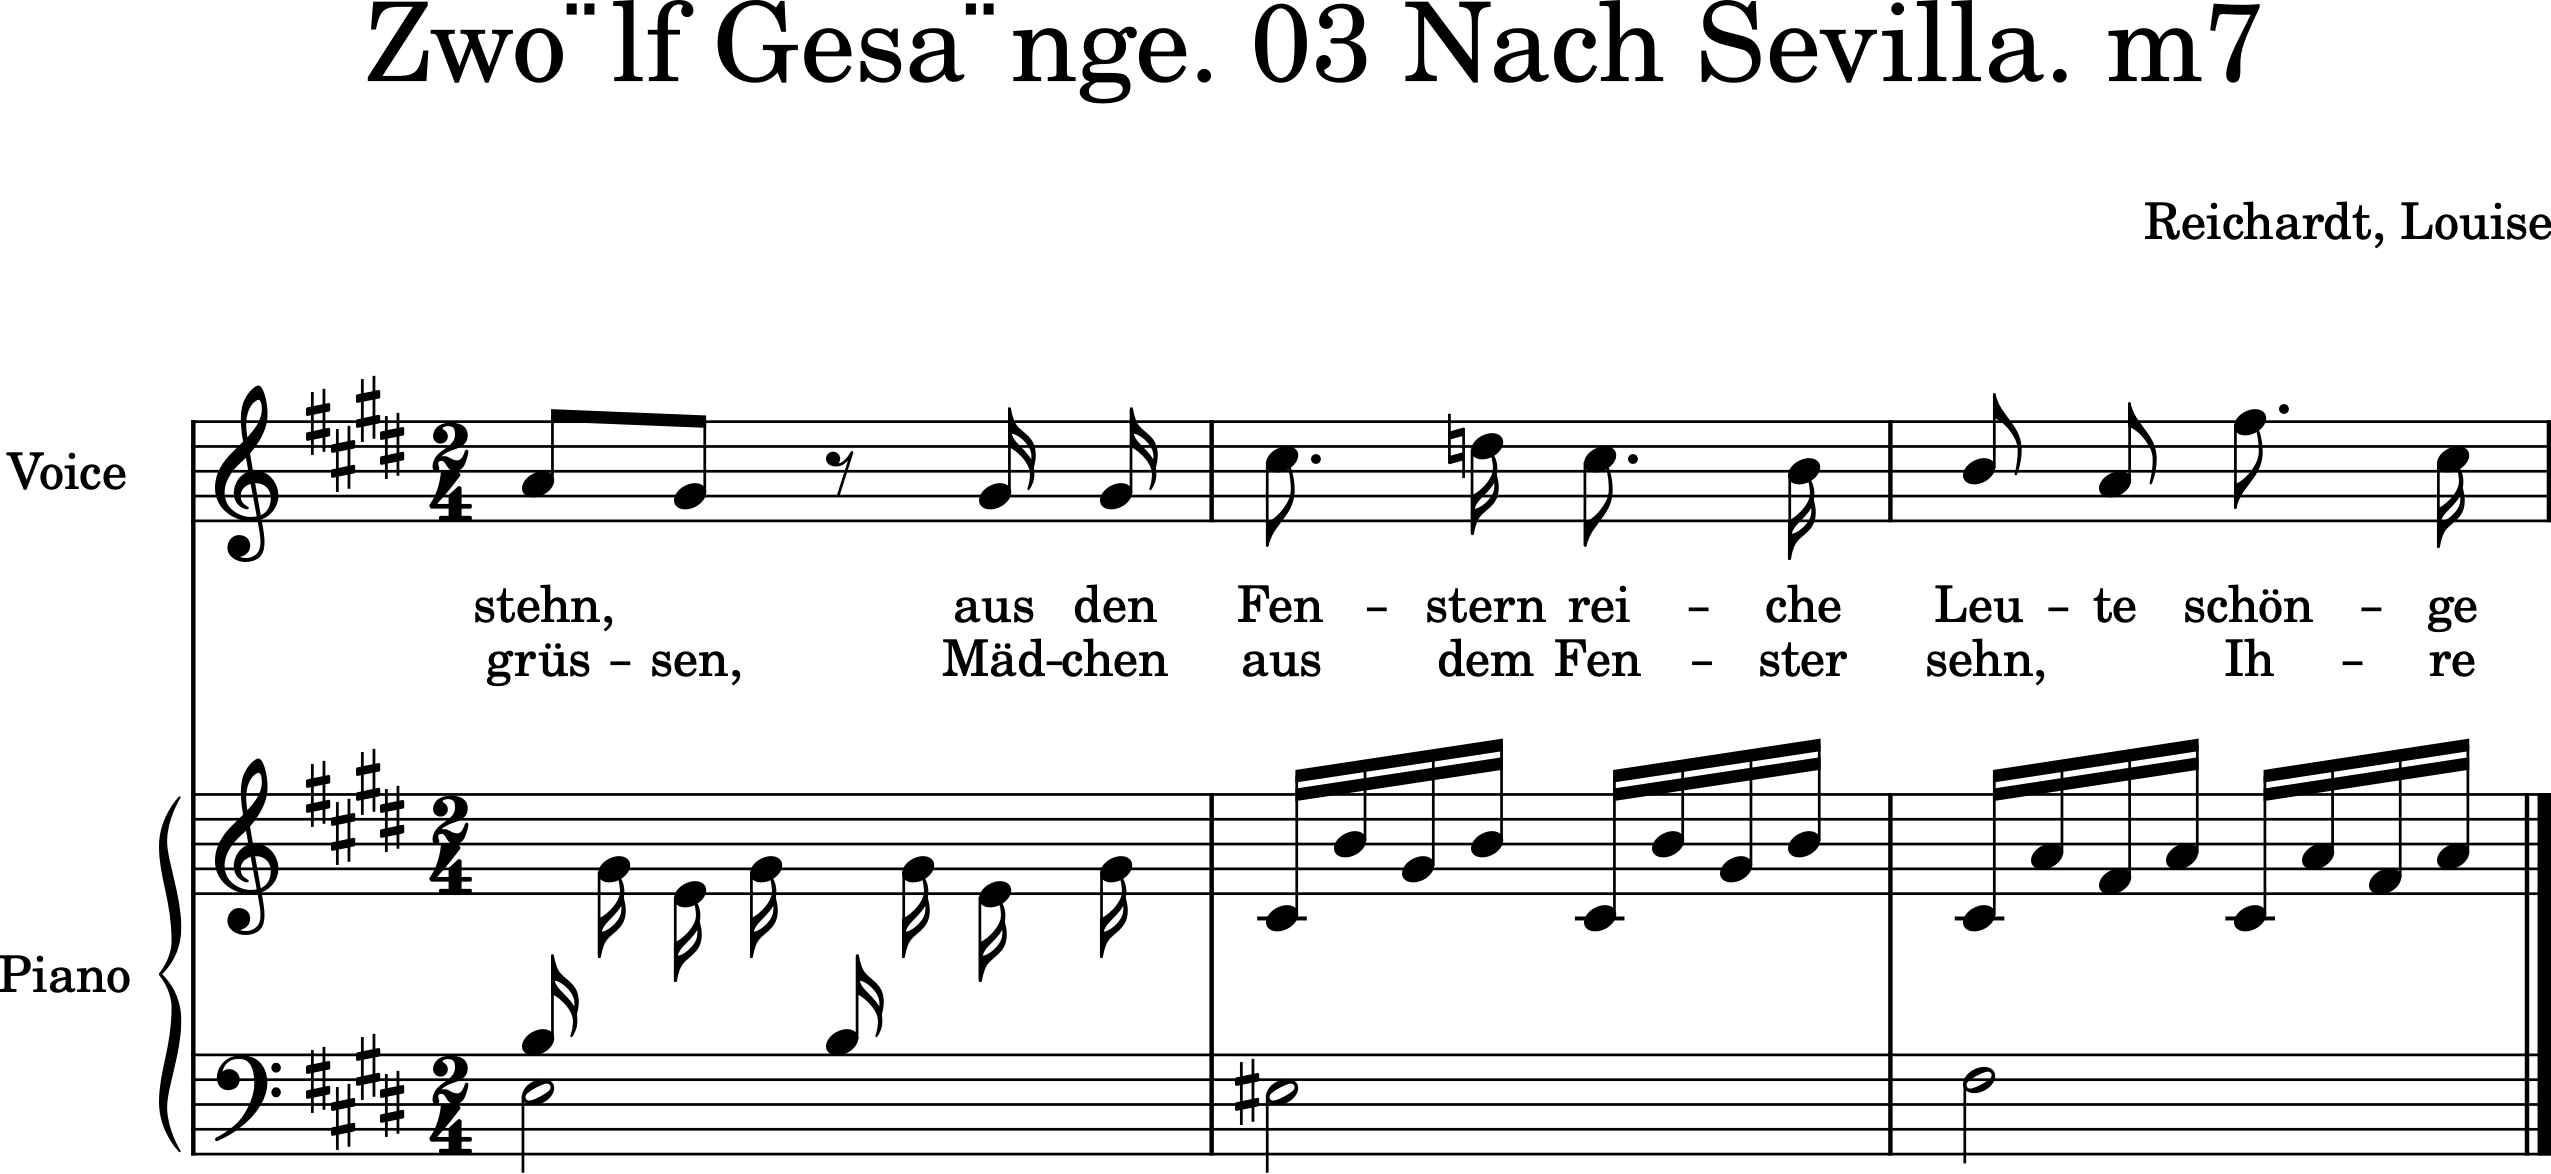 Zwo¨lf Gesa¨nge. 03 Nach Sevilla. m7
Reichardt, Louise
Voice
stehn, aus den Fen – stern rei – che Leu – te schön – ge
grüs – sen, Mäd–chen aus dem Fen – ster sehn, Ih – re
Piano